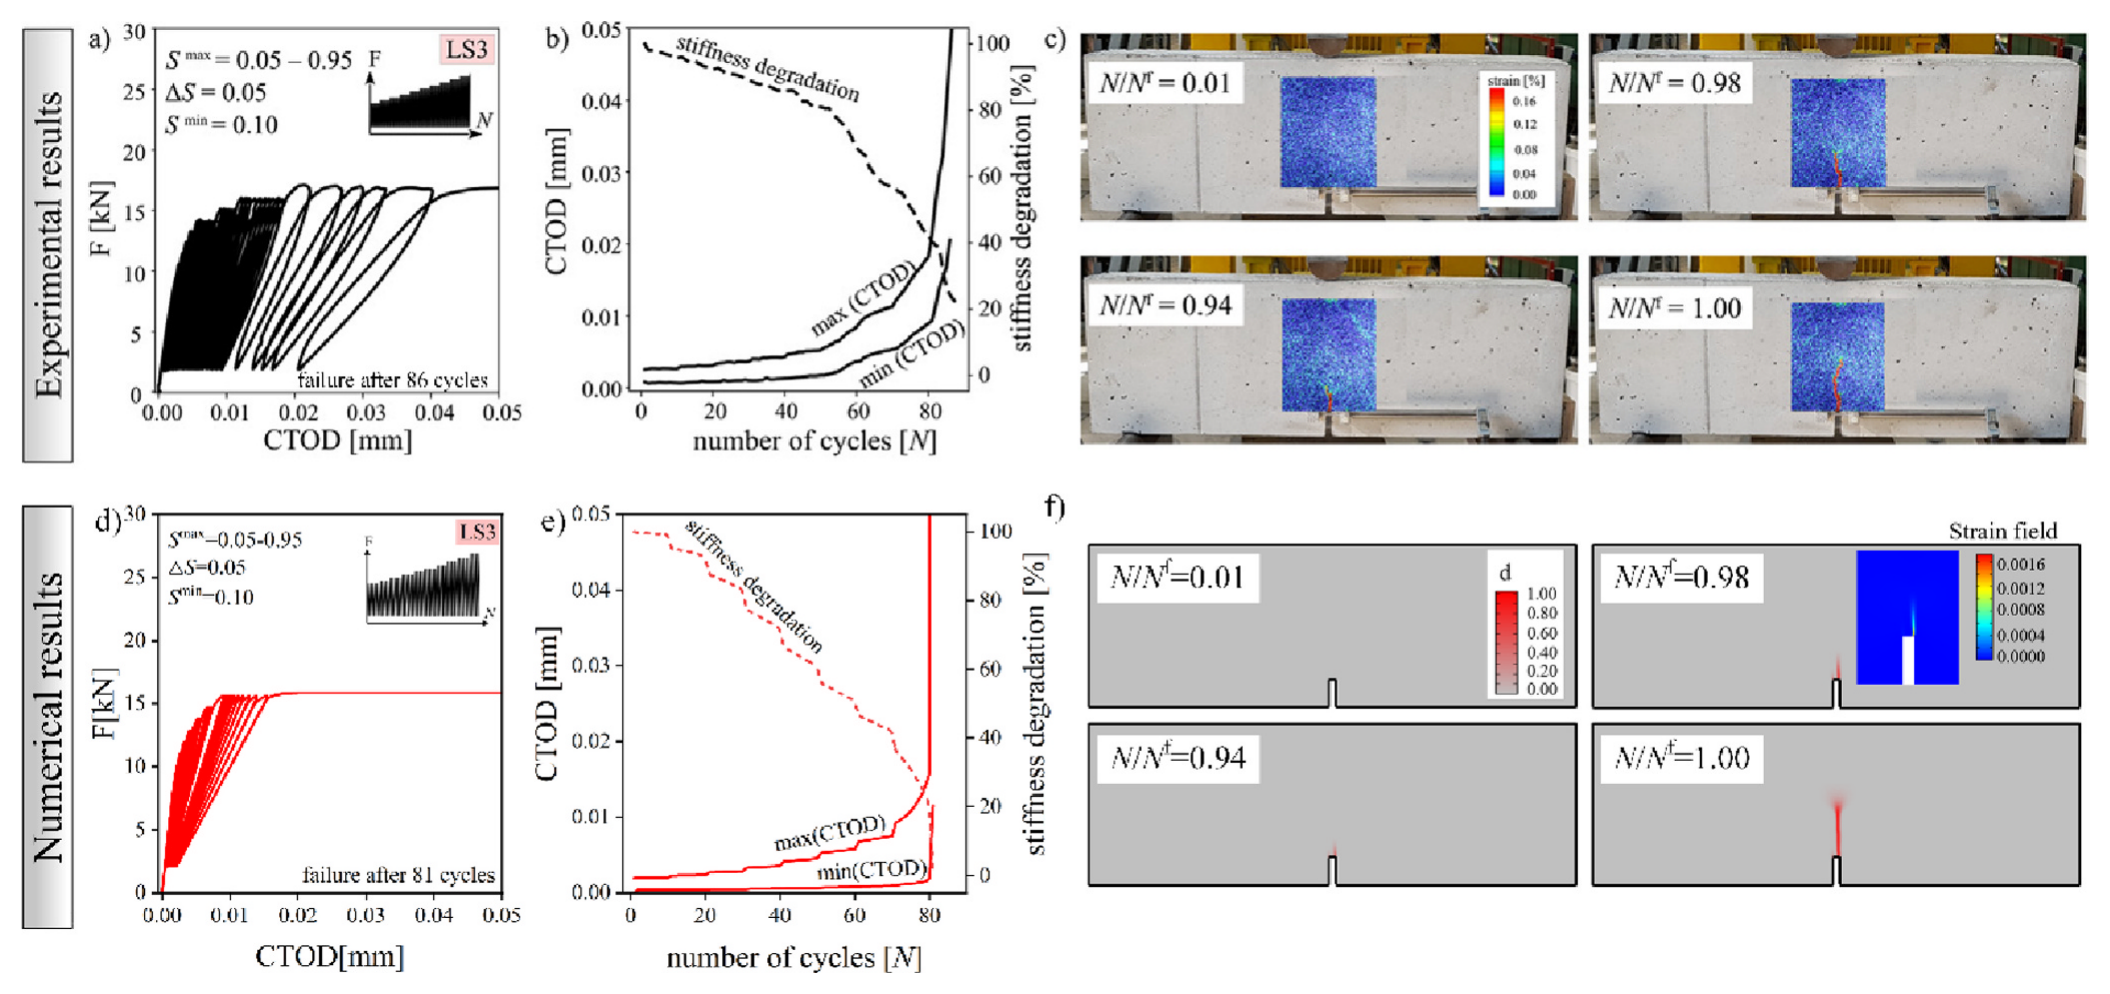 Experimental results
a)
30
25
20
15
10
5
0
F [kN]
S max = 0.05 – 0.95
ΔS = 0.05
S min = 0.10
LS3
F
N
failure after 86 cycles
0.00 0.01 0.02 0.03 0.04 0.05
CTOD [mm]
b)
0.05
0.04
0.03
0.02
0.01
0.00
CTOD [mm]
stiffness degradation
max (CTOD)
min (CTOD)
100
80
60
40
20
0
stiffness degradation [%]
0 20 40 60 80
number of cycles [N]
c)
N/Nf = 0.01
strain [%]
0.16
0.12
0.08
0.04
0.00
N/Nf = 0.98
N/Nf = 0.94
N/Nf = 1.00
Numerical results
d)
30
25
20
15
10
5
0
F[kN]
Smax=0.05-0.95
ΔS=0.05
Smin=0.10
LS3
F
N
failure after 81 cycles
0.00 0.01 0.02 0.03 0.04 0.05
CTOD[mm]
e)
0.05
0.04
0.03
0.02
0.01
0.00
CTOD [mm]
stiffness degradation
max(CTOD)
min(CTOD)
100
80
60
40
20
0
stiffness degradation [%]
0 20 40 60 80
number of cycles [N]
f)
N/Nf=0.01
d
1.00
0.80
0.60
0.40
0.20
0.00
Strain field
N/Nf=0.98
0.0016
0.0012
0.0008
0.0004
0.0000
N/Nf=0.94
N/Nf=1.00